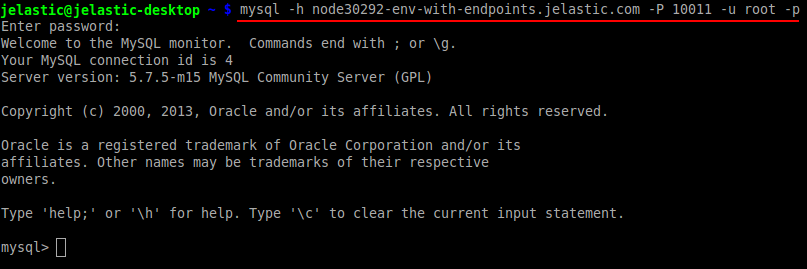 jelastic@jelastic-desktop ~ $ mysql -h node30292-env-with-endpoints.jelastic.com -P 10011 -u root -p
Enter password:
Welcome to the MySQL monitor.  Commands end with ; or \g.
Your MySQL connection id is 4
Server version: 5.7.5-m15 MySQL Community Server (GPL)
Copyright (c) 2000, 2013, Oracle and/or its affiliates. All rights reserved.
Oracle is a registered trademark of Oracle Corporation and/or its
affiliates. Other names may be trademarks of their respective
owners.
Type 'help;' or '\h' for help. Type '\c' to clear the current input statement.
mysql>